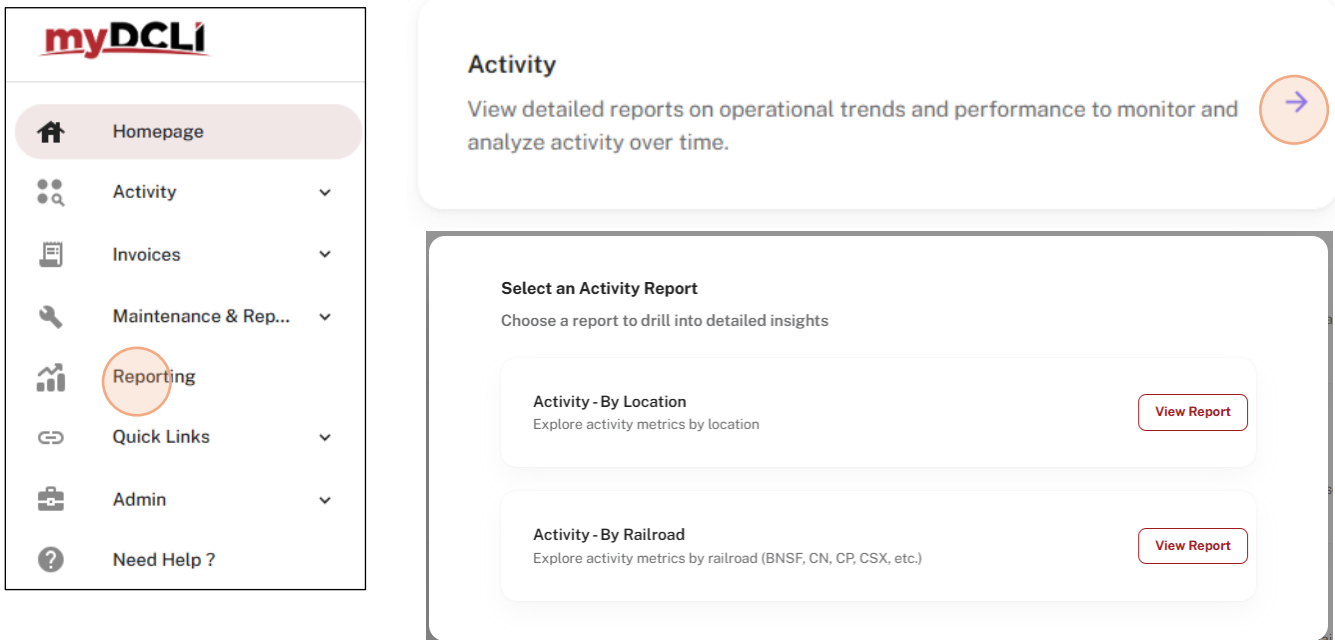 myDCLI
Homepage
Activity
Invoices
Maintenance & Rep...
Reporting
Quick Links
Admin
Need Help ?
Activity
View detailed reports on operational trends and performance to monitor and
analyze activity over time.
Select an Activity Report
Choose a report to drill into detailed insights
Activity - By Location
Explore activity metrics by location
View Report
Activity - By Railroad
Explore activity metrics by railroad (BNSF, CN, CP, CSX, etc.)
View Report